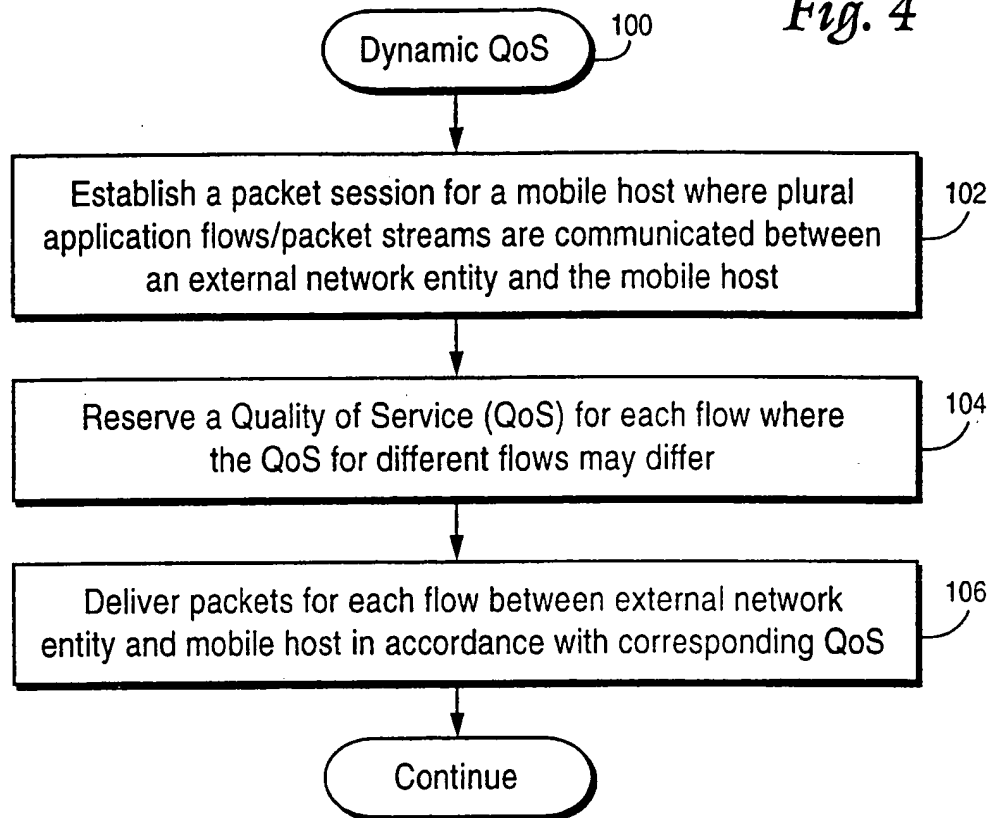 Fig. 4
Dynamic QoS
100
Establish a packet session for a mobile host where plural
application flows/packet streams are communicated between
an external network entity and the mobile host
102
Reserve a Quality of Service (QoS) for each flow where
the QoS for different flows may differ
104
Deliver packets for each flow between external network
entity and mobile host in accordance with corresponding QoS
106
Continue